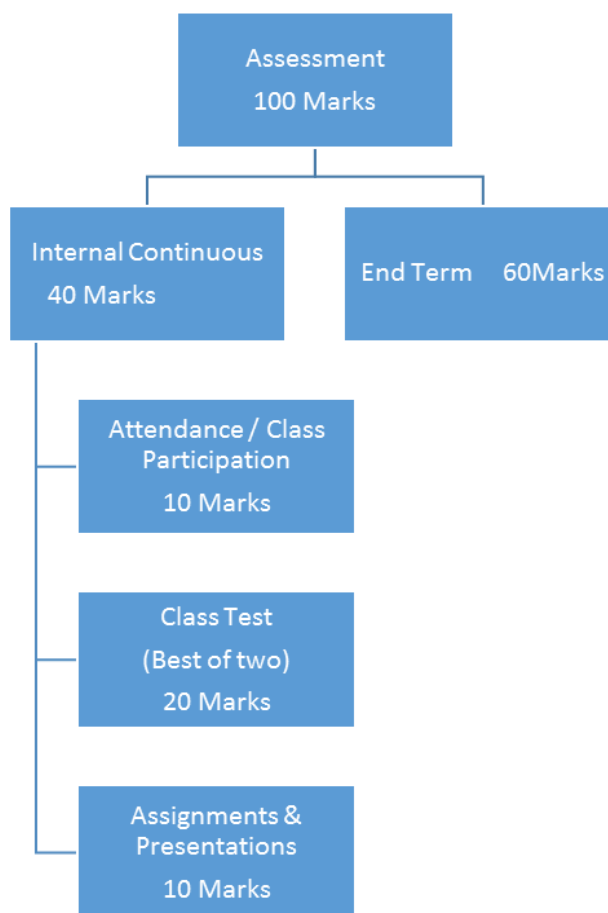 Assessment
100 Marks
Internal Continuous
40 Marks
End Term 60Marks
Attendance / Class
Participation
10 Marks
Class Test
(Best of two)
20 Marks
Assignments &
Presentations
10 Marks